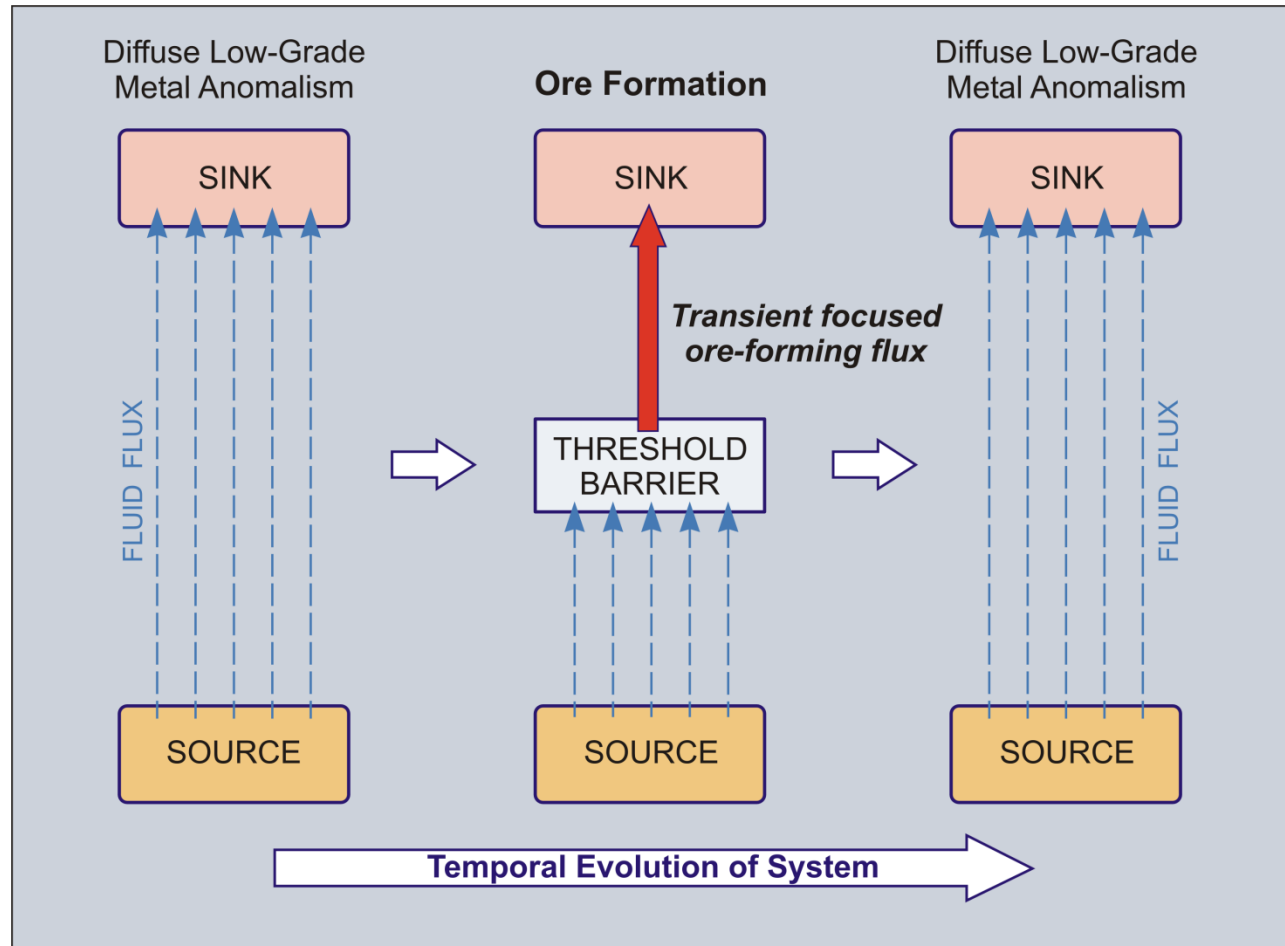 Diffuse Low-Grade
Metal Anomalism
SINK
FLUID FLUX
SOURCE
Ore Formation
SINK
Transient focused
ore-forming flux
THRESHOLD
BARRIER
SOURCE
Diffuse Low-Grade
Metal Anomalism
SINK
FLUID FLUX
SOURCE
Temporal Evolution of System